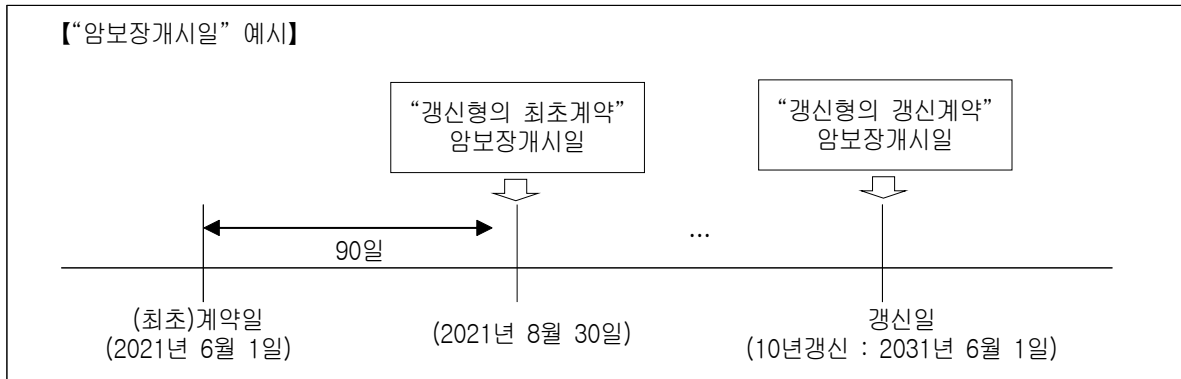 【“암보장개시일” 예시】
“갱신형의 최초계약”
암보장개시일
“갱신형의 갱신계약”
암보장개시일
90일
...
(최초)계약일
(2021년 6월 1일)
(2021년 8월 30일)
갱신일
(10년갱신 : 2031년 6월 1일)